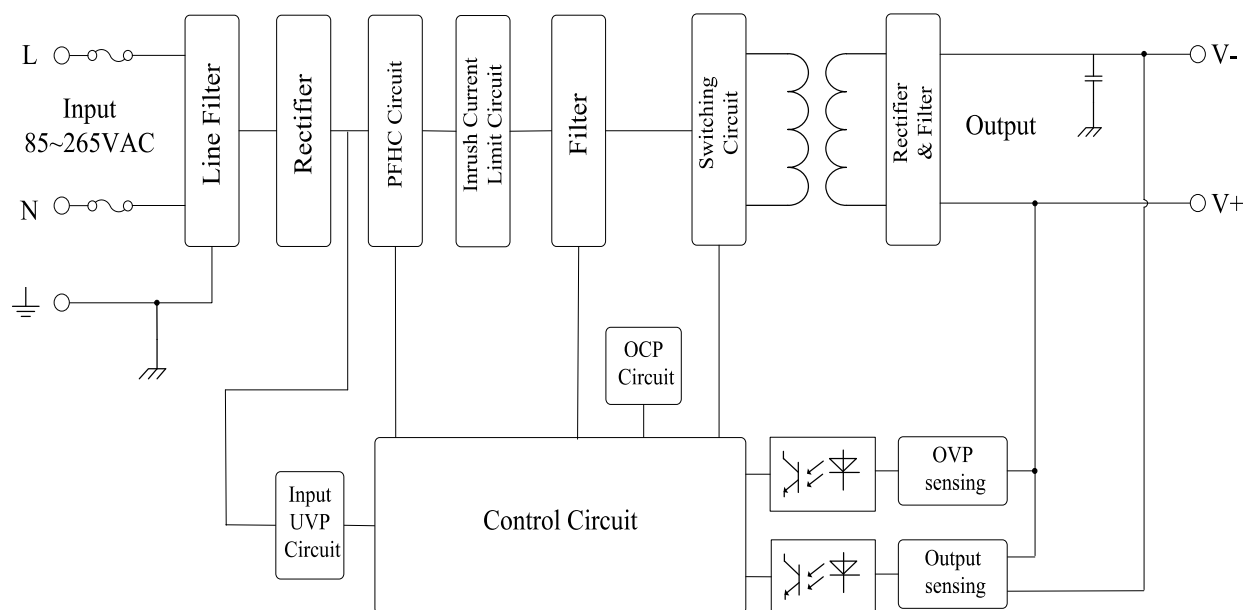 L
Input
85~265VAC
N
Line Filter
Rectifier
PFHC Circuit
Inrush Current
Limit Circuit
Filter
Switching
Circuit
Rectifier
& Filter
Output
V-
V+
OCP
Circuit
Input
UVP
Circuit
Control Circuit
OVP
sensing
Output
sensing